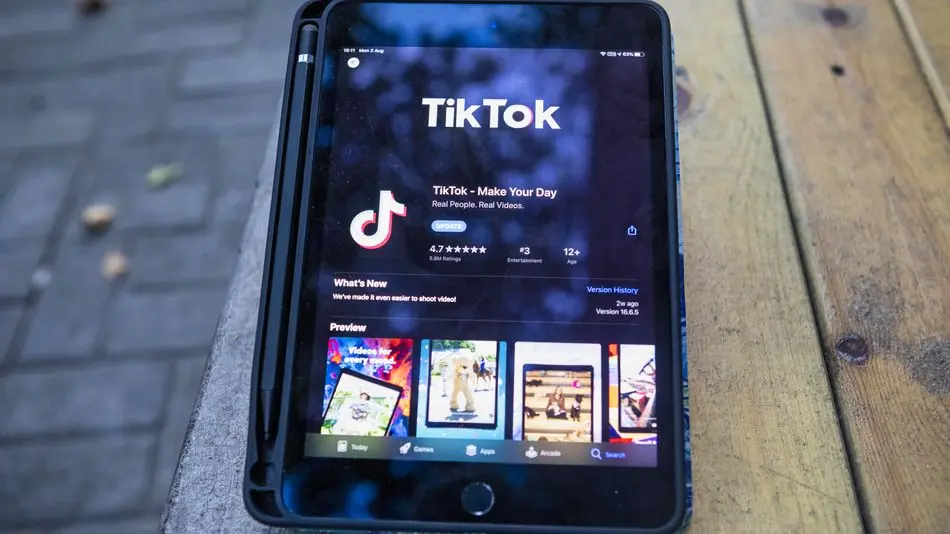 16:11 Mon 2 Aug
63%
TikTok
TikTok - Make Your Day
Real People. Real Videos.
UPDATE
4.7 ★★★★★
5.9M Ratings
#3
Entertainment
12+
Age
What's New
Version History
We've made it even easier to shoot video!
2w ago
Version 16.6.5
Preview
Videos for
every mood.
Today
Games
Apps
Arcade
Search